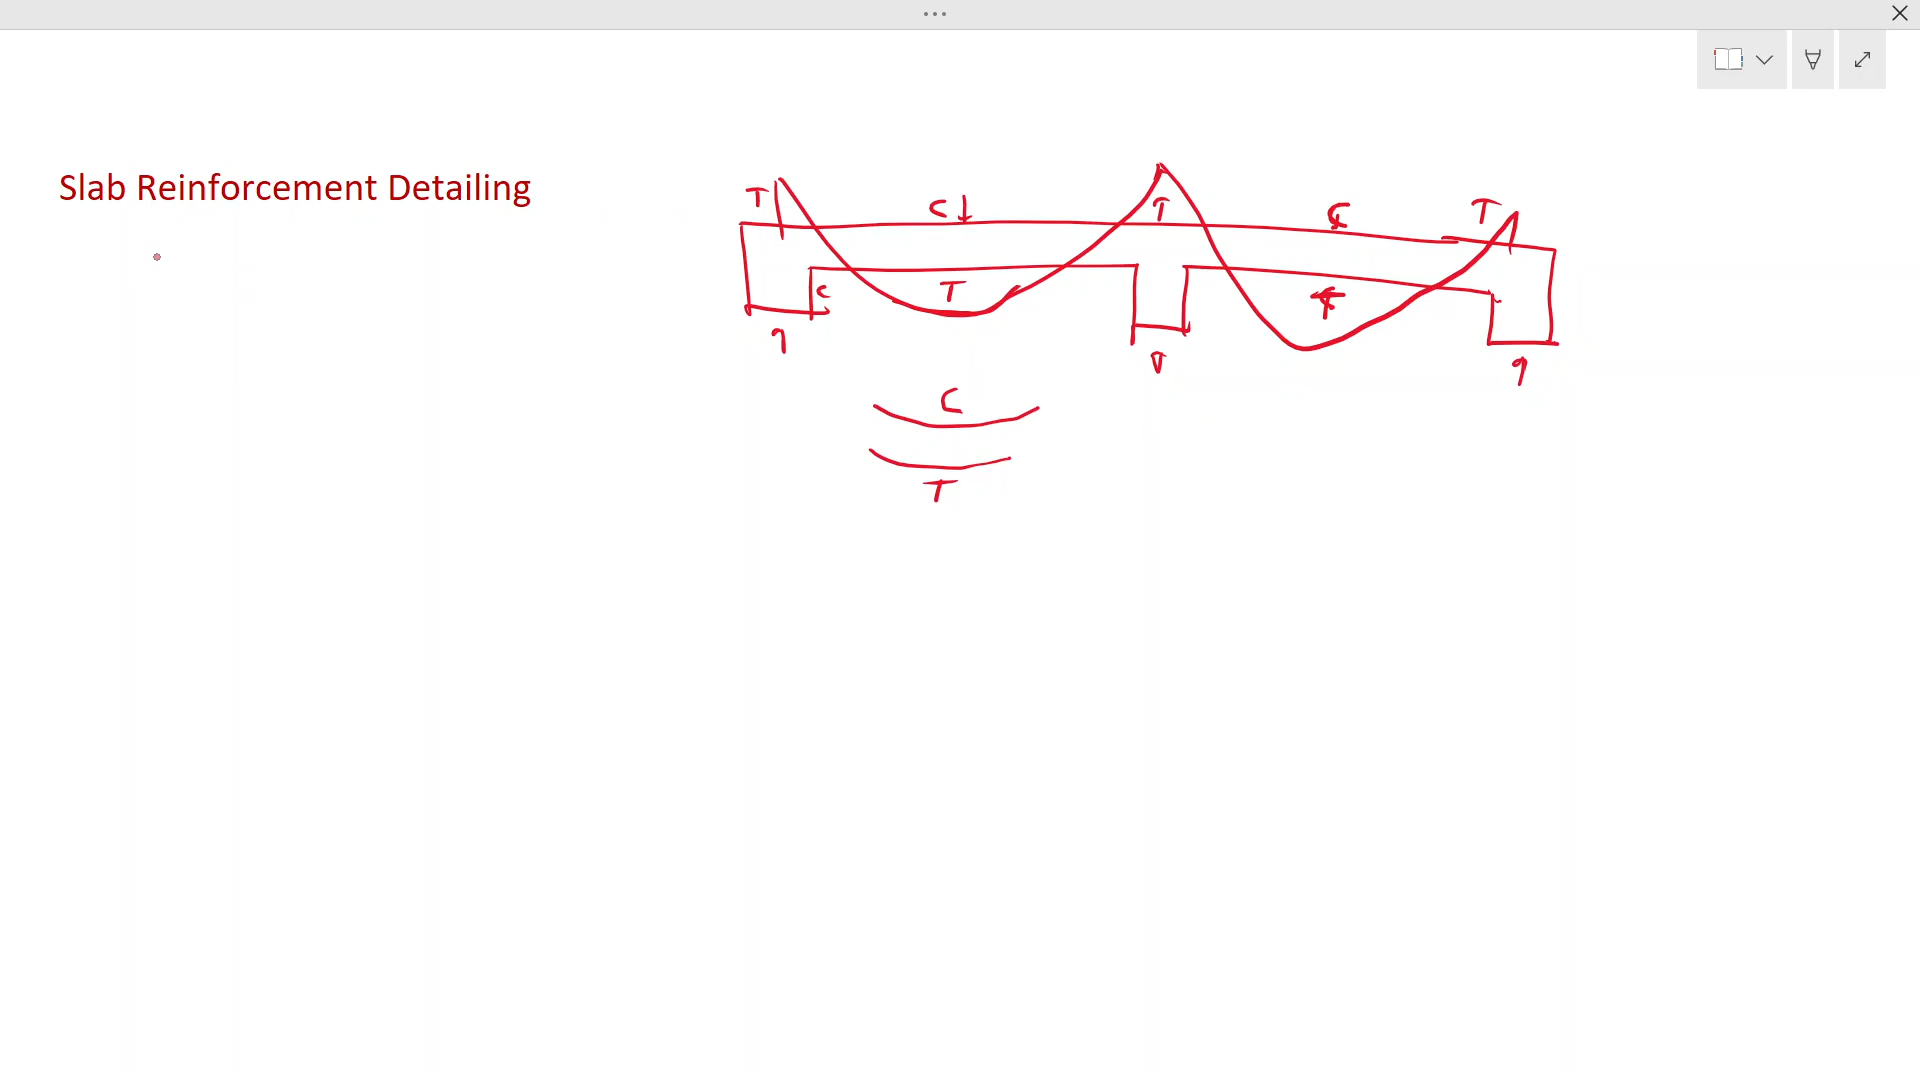 Slab Reinforcement Detailing
T C T T
C T
C
T